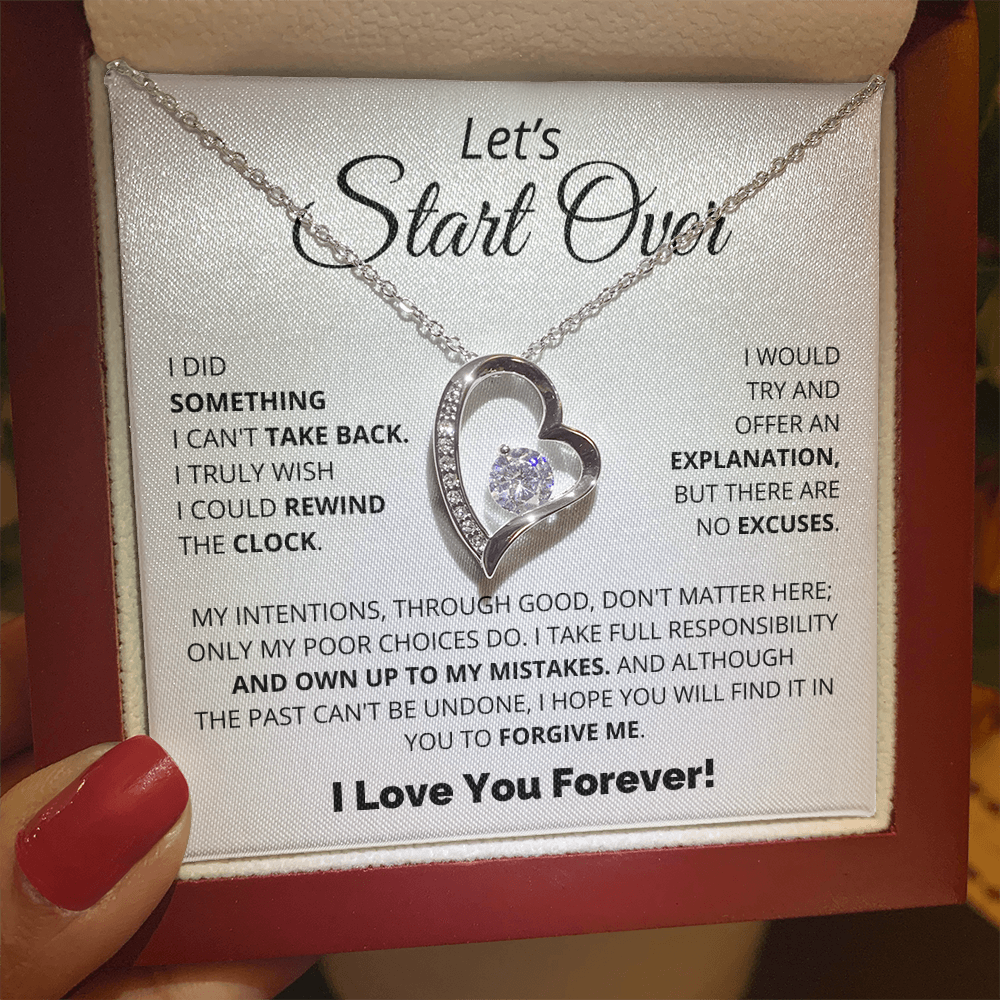 Let's
Start Over
I DID
SOMETHING
I CAN'T TAKE BACK.
I TRULY WISH
I COULD REWIND
THE CLOCK.
I WOULD
TRY AND
OFFER AN
EXPLANATION,
BUT THERE ARE
NO EXCUSES.
MY INTENTIONS, THROUGH GOOD, DON'T MATTER HERE;
ONLY MY POOR CHOICES DO. I TAKE FULL RESPONSIBILITY
AND OWN UP TO MY MISTAKES. AND ALTHOUGH
THE PAST CAN'T BE UNDONE, I HOPE YOU WILL FIND IT IN
YOU TO FORGIVE ME.
I Love You Forever!